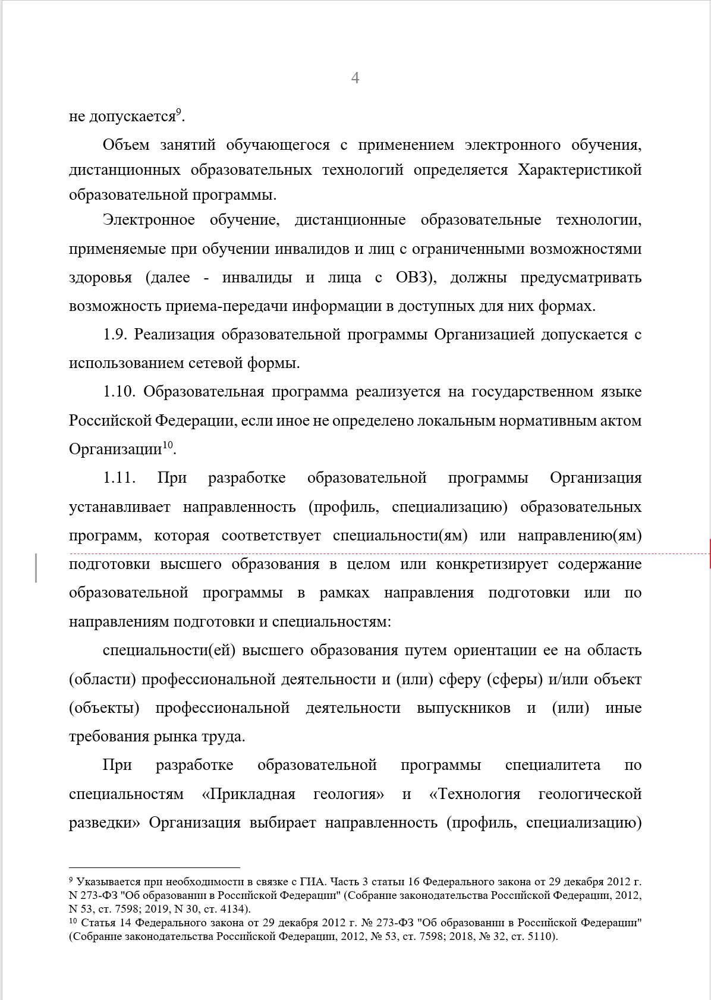 4
не допускается⁹.
Объем занятий обучающегося с применением электронного обучения,
дистанционных образовательных технологий определяется Характеристикой
образовательной программы.
Электронное обучение, дистанционные образовательные технологии,
применяемые при обучении инвалидов и лиц с ограниченными возможностями
здоровья (далее - инвалиды и лица с ОВЗ), должны предусматривать
возможность приема-передачи информации в доступных для них формах.
1.9. Реализация образовательной программы Организацией допускается с
использованием сетевой формы.
1.10. Образовательная программа реализуется на государственном языке
Российской Федерации, если иное не определено локальным нормативным актом
Организации¹⁰.
1.11. При разработке образовательной программы Организация
устанавливает направленность (профиль, специализацию) образовательных
программ, которая соответствует специальности(ям) или направлению(ям)
подготовки высшего образования в целом или конкретизирует содержание
образовательной программы в рамках направления подготовки или по
направлениям подготовки и специальностям:
специальности(ей) высшего образования путем ориентации ее на область
(области) профессиональной деятельности и (или) сферу (сферы) и/или объект
(объекты) профессиональной деятельности выпускников и (или) иные
требования рынка труда.
При разработке образовательной программы специалитета по
специальностям «Прикладная геология» и «Технология геологической
разведки» Организация выбирает направленность (профиль, специализацию)
⁹ Указывается при необходимости в связке с ГИА. Часть 3 статьи 16 Федерального закона от 29 декабря 2012 г.
N 273-ФЗ "Об образовании в Российской Федерации" (Собрание законодательства Российской Федерации, 2012,
N 53, ст. 7598; 2019, N 30, ст. 4134).
¹⁰ Статья 14 Федерального закона от 29 декабря 2012 г. № 273-ФЗ "Об образовании в Российской Федерации"
(Собрание законодательства Российской Федерации, 2012, № 53, ст. 7598; 2018, № 32, ст. 5110).